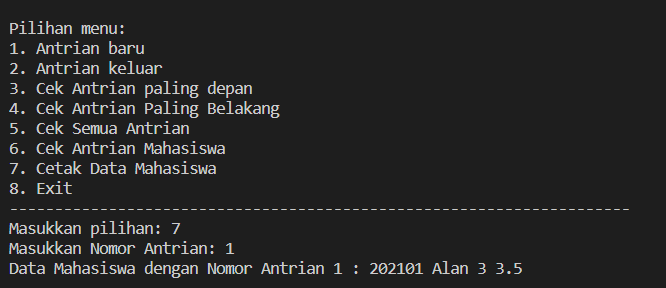 Pilihan menu:
1. Antrian baru
2. Antrian keluar
3. Cek Antrian paling depan
4. Cek Antrian Paling Belakang
5. Cek Semua Antrian
6. Cek Antrian Mahasiswa
7. Cetak Data Mahasiswa
8. Exit
---------------------------------------------------------------------
Masukkan pilihan: 7
Masukkan Nomor Antrian: 1
Data Mahasiswa dengan Nomor Antrian 1 : 202101 Alan 3 3.5